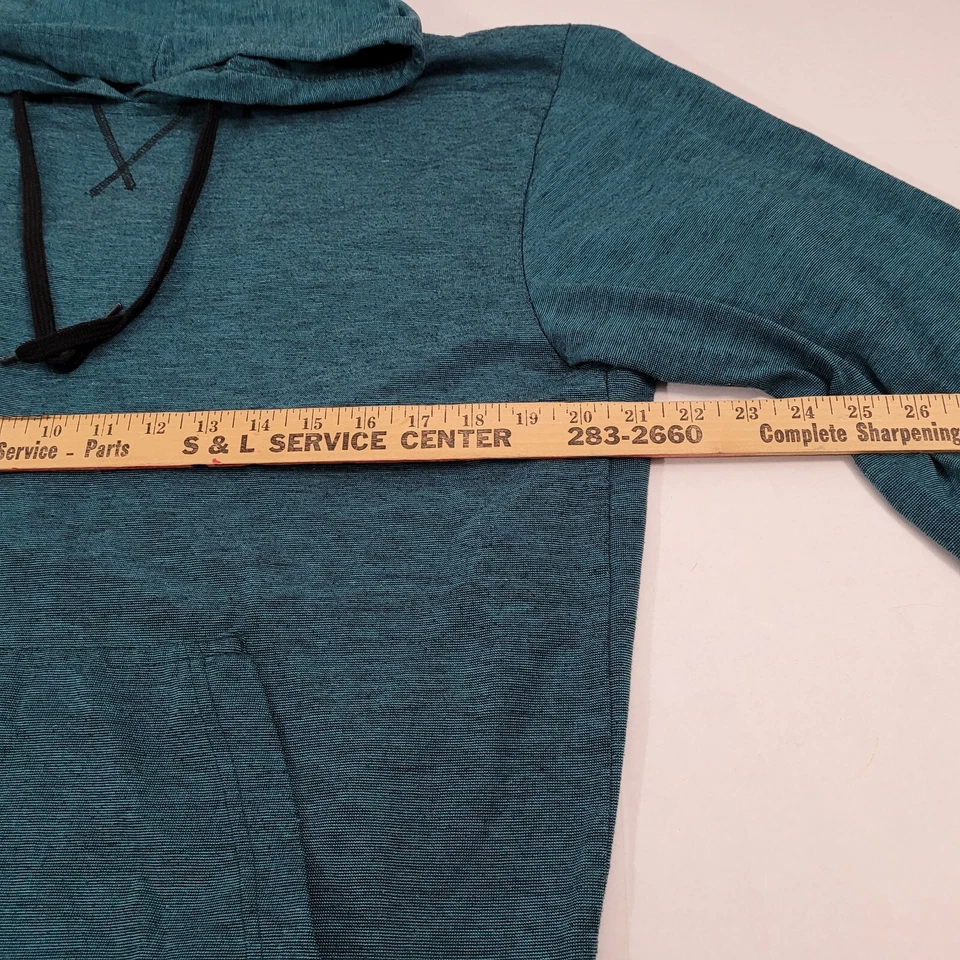 10 11 12 13 14 15 16 17 18 19 20 21 22 23 24 25 26
Service - Parts S & L SERVICE CENTER 283-2660 Complete Sharpening